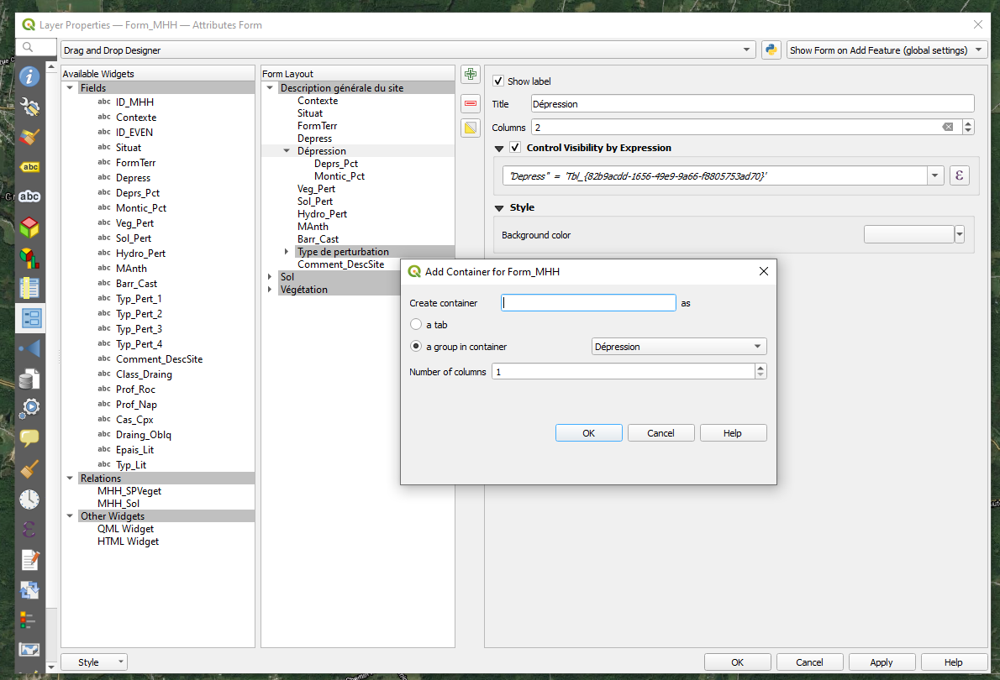 Layer Properties — Form_MHH — Attributes Form
Drag and Drop Designer
Show Form on Add Feature (global settings)
Available Widgets
Fields
abc ID_MHH
abc Contexte
abc ID_EVEN
abc Situat
abc FormTerr
abc Depress
abc Deprs_Pct
abc Montic_Pct
abc Veg_Pert
abc Sol_Pert
abc Hydro_Pert
abc MAnth
abc Barr_Cast
abc Typ_Pert_1
abc Typ_Pert_2
abc Typ_Pert_3
abc Typ_Pert_4
abc Comment_DescSite
abc Class_Draing
abc Prof_Roc
abc Prof_Nap
abc Cas_Cpx
abc Draing_Oblq
abc Epais_Lit
abc Typ_Lit
Relations
MHH_SPVeget
MHH_Sol
Other Widgets
QML Widget
HTML Widget
Form Layout
Description générale du site
Contexte
Situat
FormTerr
Depress
Dépression
Deprs_Pct
Montic_Pct
Veg_Pert
Sol_Pert
Hydro_Pert
MAnth
Barr_Cast
Type de perturbation
Comment_DescSite
Sol
Végétation
Show label
Title Dépression
Columns 2
Control Visibility by Expression
"Depress" = 'Tbl_{82b9acdd-1656-49e9-9a66-f8805753ad70}'
ε
Style
Background color
Add Container for Form_MHH
Create container as
a tab
a group in container Dépression
Number of columns 1
OK Cancel Help
abc
abc
Style
OK Cancel Apply Help